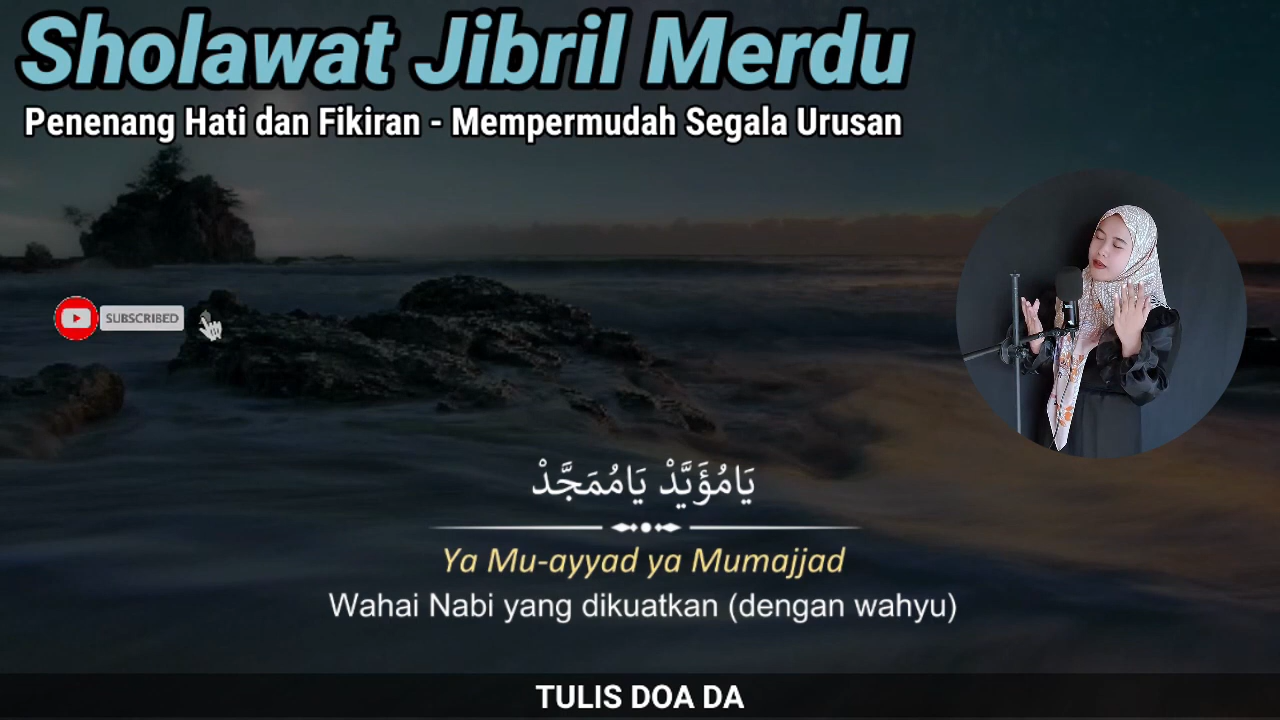 Sholawat Jibril Merdu
Penenang Hati dan Fikiran - Mempermudah Segala Urusan
SUBSCRIBED
يَامُؤَيَّدْ يَامُمَجَّدْ
Ya Mu-ayyad ya Mumajjad
Wahai Nabi yang dikuatkan (dengan wahyu)
TULIS DOA DA